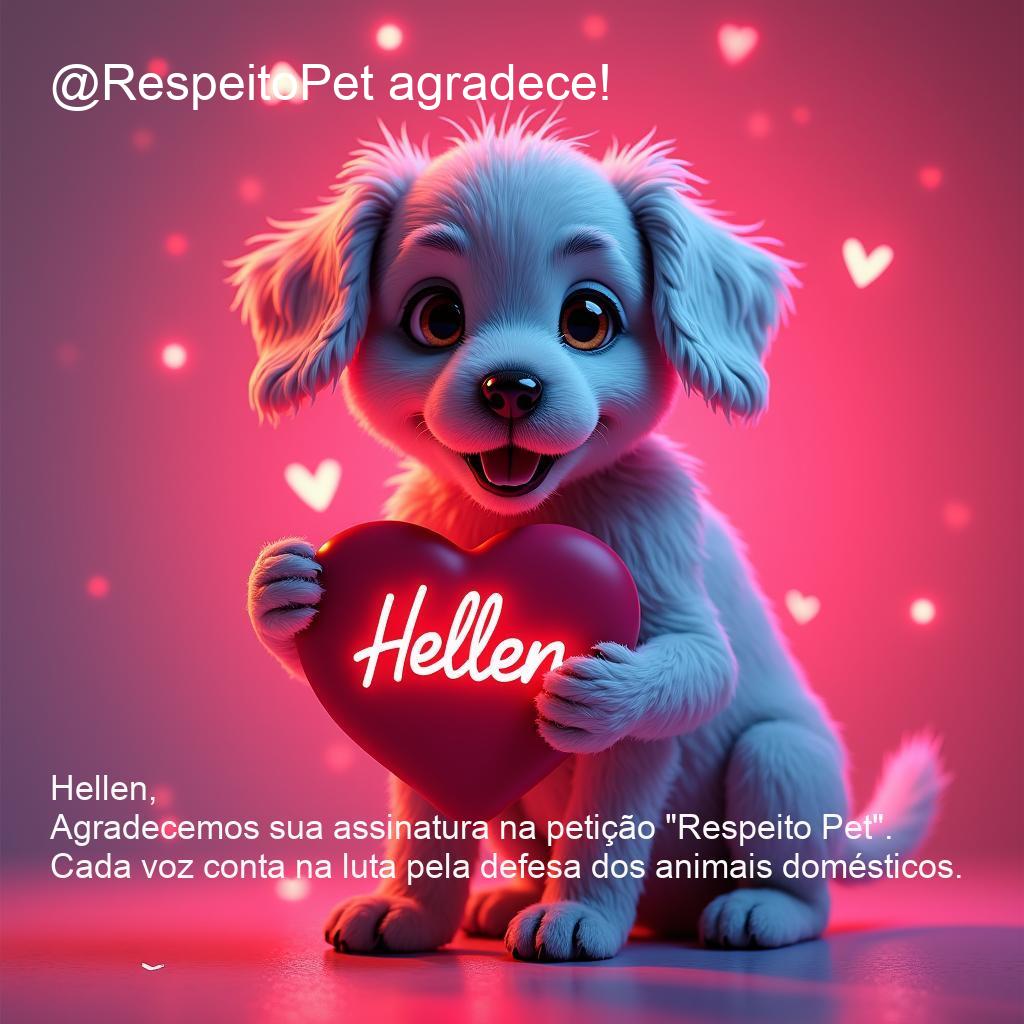 @RespeitoPet agradece!
Hellen
Hellen,
Agradecemos sua assinatura na petição "Respeito Pet".
Cada voz conta na luta pela defesa dos animais domésticos.